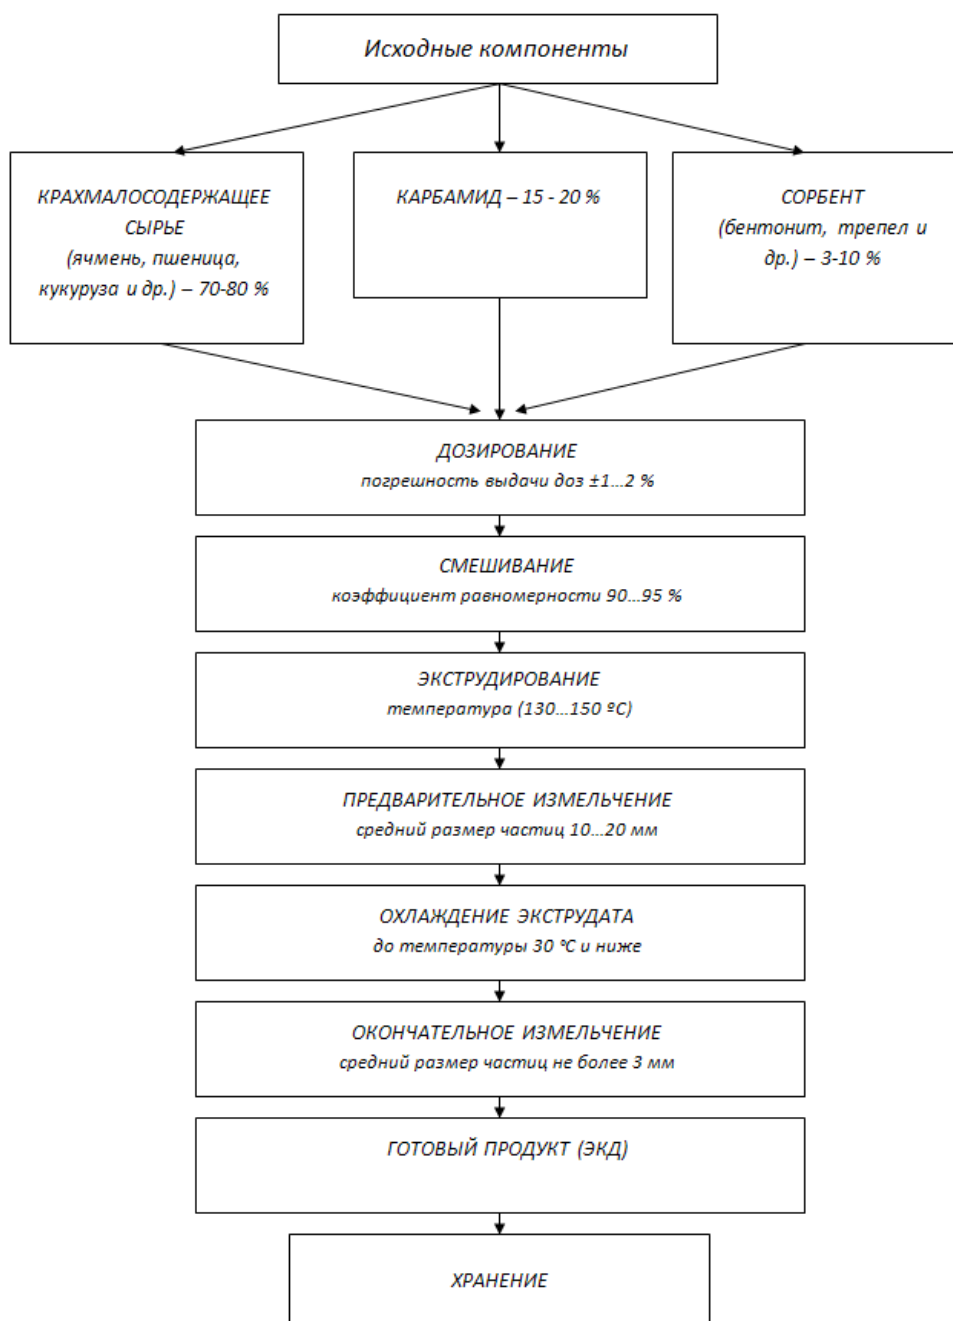 Исходные компоненты
КРАХМАЛОСОДЕРЖАЩЕЕ
СЫРЬЕ
(ячмень, пшеница,
кукуруза и др.) – 70-80 %
КАРБАМИД – 15 - 20 %
СОРБЕНТ
(бентонит, трепел и
др.) – 3-10 %
ДОЗИРОВАНИЕ
погрешность выдачи доз ±1...2 %
СМЕШИВАНИЕ
коэффициент равномерности 90...95 %
ЭКСТРУДИРОВАНИЕ
температура (130...150 ºС)
ПРЕДВАРИТЕЛЬНОЕ ИЗМЕЛЬЧЕНИЕ
средний размер частиц 10...20 мм
ОХЛАЖДЕНИЕ ЭКСТРУДАТА
до температуры 30 °С и ниже
ОКОНЧАТЕЛЬНОЕ ИЗМЕЛЬЧЕНИЕ
средний размер частиц не более 3 мм
ГОТОВЫЙ ПРОДУКТ (ЭКД)
ХРАНЕНИЕ